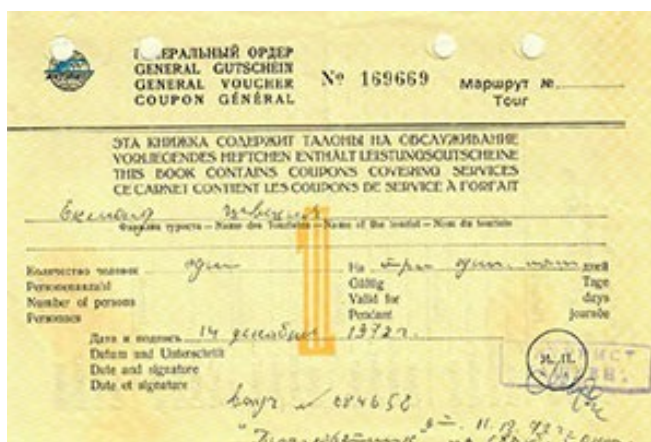 ГЕНЕРАЛЬНЫЙ ОРДЕР
GENERAL GUTSCHEIN
GENERAL VOUCHER
COUPON GÉNÉRAL
№ 169669
Маршрут №
Tour
ЭТА КНИЖКА СОДЕРЖИТ ТАЛОНЫ НА ОБСЛУЖИВАНИЕ
VORLIEGENDES HEFTCHEN ENTHÄLT LEISTUNGSGUTSCHEINE
THIS BOOK CONTAINS COUPONS COVERING SERVICES
CE CARNET CONTIENT LES COUPONS DE SERVICE À FORFAIT
Фамилия туриста — Name des Touristen — Name of the tourist — Nom du touriste
Количество человек один
На три дней
Personenanzahl
Gültig Tage
Number of persons
Valid for days
Personnes
Pendant journée
Дата и подпись 14 декабря 1972 г.
Datum und Unterschrift
Date and signature
Date et signature
М. П.